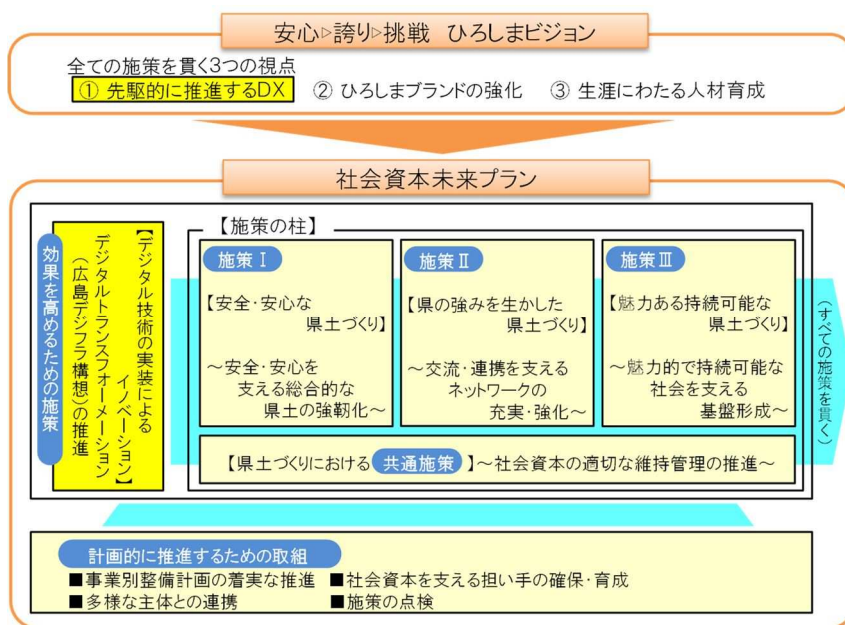 安心▷誇り▷挑戦 ひろしまビジョン
全ての施策を貫く3つの視点
① 先駆的に推進するDX ② ひろしまブランドの強化 ③ 生涯にわたる人材育成
社会資本未来プラン
効果を高めるための施策
【デジタル技術の実装による
イノベーション】
デジタルトランスフォーメーション
(広島デジフラ構想)の推進
【施策の柱】
施策Ⅰ
【安全・安心な
県土づくり】
～安全・安心を
支える総合的な
県土の強靭化～
施策Ⅱ
【県の強みを生かした
県土づくり】
～交流・連携を支える
ネットワークの
充実・強化～
施策Ⅲ
【魅力ある持続可能な
県土づくり】
～魅力的で持続可能な
社会を支える
基盤形成～
(すべての施策を貫く)
【県土づくりにおける 共通施策 】～社会資本の適切な維持管理の推進～
計画的に推進するための取組
■事業別整備計画の着実な推進 ■社会資本を支える担い手の確保・育成
■多様な主体との連携 ■施策の点検